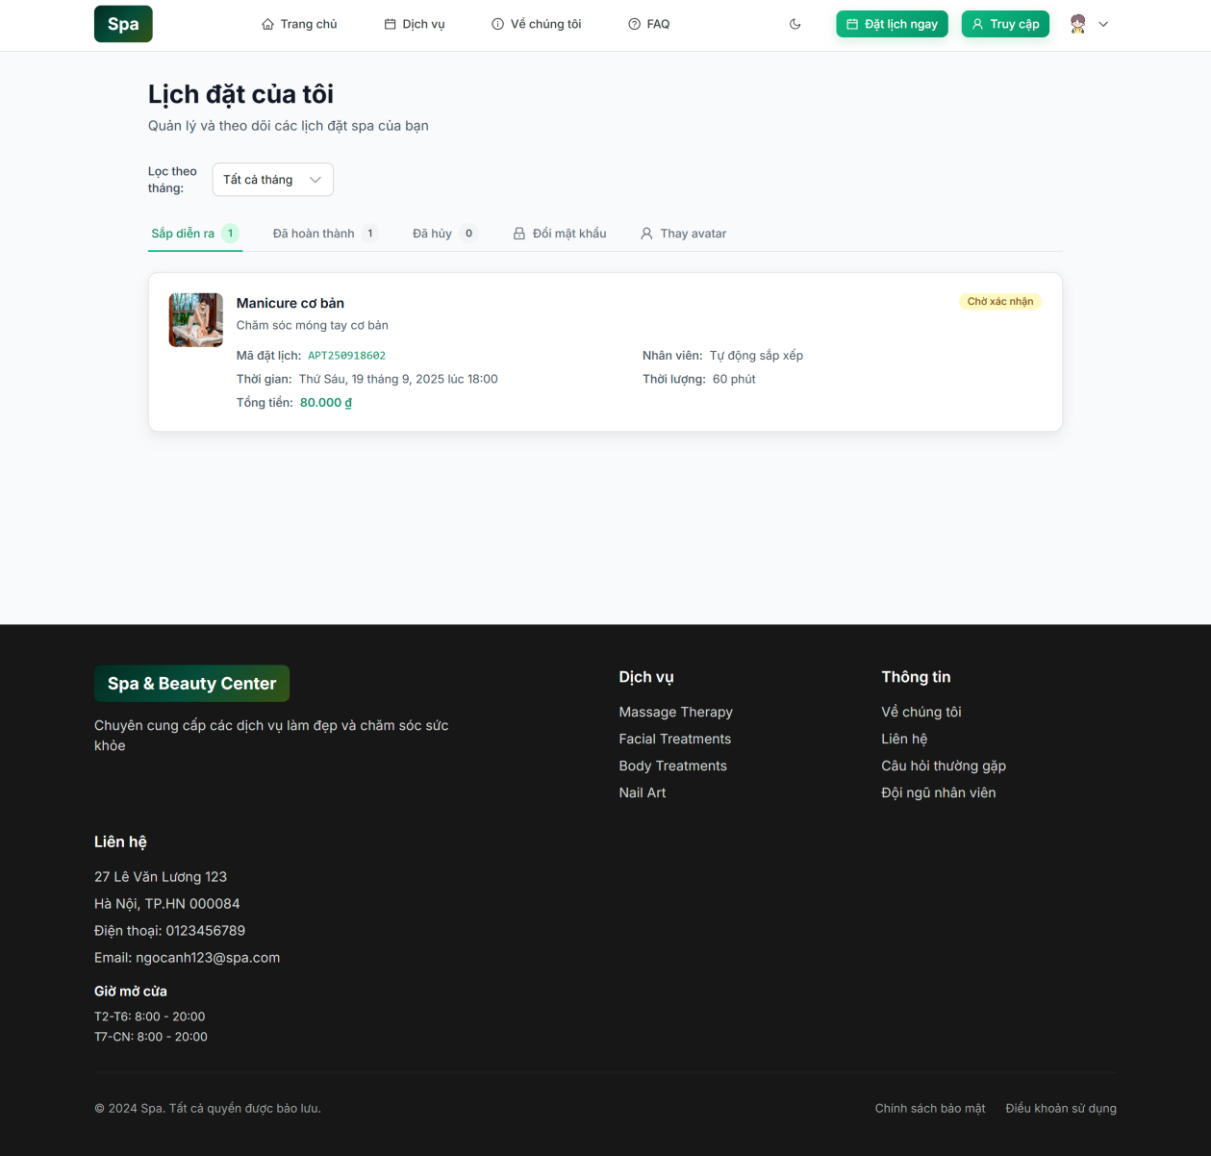 Spa
Trang chủ
Dịch vụ
Về chúng tôi
FAQ
Đặt lịch ngay
Truy cập
Lịch đặt của tôi
Quản lý và theo dõi các lịch đặt spa của bạn
Lọc theo
tháng:
Tất cả tháng
Sắp diễn ra 1
Đã hoàn thành 1
Đã hủy 0
Đổi mật khẩu
Thay avatar
Manicure cơ bản
Chờ xác nhận
Chăm sóc móng tay cơ bản
Mã đặt lịch: APT250918602
Nhân viên: Tự động sắp xếp
Thời gian: Thứ Sáu, 19 tháng 9, 2025 lúc 18:00
Thời lượng: 60 phút
Tổng tiền: 80.000 ₫
Spa & Beauty Center
Chuyên cung cấp các dịch vụ làm đẹp và chăm sóc sức
khỏe
Dịch vụ
Massage Therapy
Facial Treatments
Body Treatments
Nail Art
Thông tin
Về chúng tôi
Liên hệ
Câu hỏi thường gặp
Đội ngũ nhân viên
Liên hệ
27 Lê Văn Lương 123
Hà Nội, TP.HN 000084
Điện thoại: 0123456789
Email: ngocanh123@spa.com
Giờ mở cửa
T2-T6: 8:00 - 20:00
T7-CN: 8:00 - 20:00
© 2024 Spa. Tất cả quyền được bảo lưu.
Chính sách bảo mật
Điều khoản sử dụng